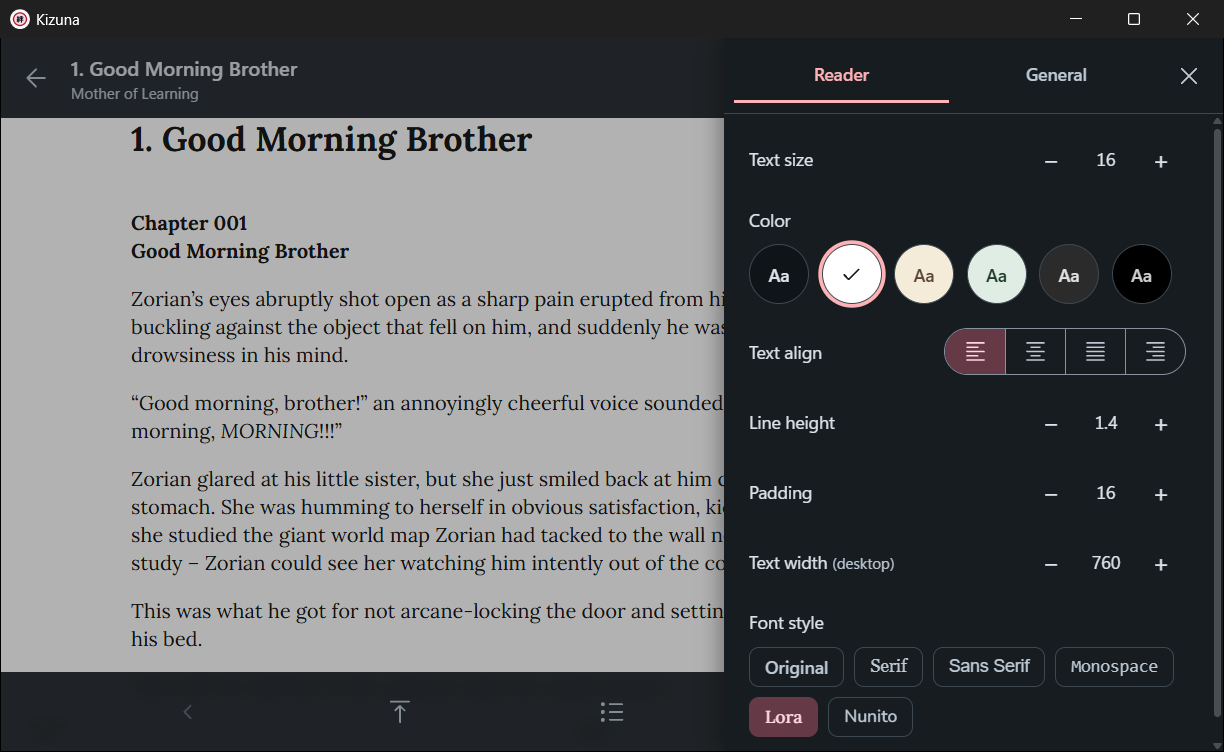 Kizuna
1. Good Morning Brother
Mother of Learning
1. Good Morning Brother
Chapter 001
Good Morning Brother
Zorian’s eyes abruptly shot open as a sharp pain erupted from hi
buckling against the object that fell on him, and suddenly he was
drowsiness in his mind.
“Good morning, brother!” an annoyingly cheerful voice sounded
morning, MORNING!!!”
Zorian glared at his little sister, but she just smiled back at him
stomach. She was humming to herself in obvious satisfaction, ki
she studied the giant world map Zorian had tacked to the wall n
study – Zorian could see her watching him intently out of the co
This was what he got for not arcane-locking the door and settin
his bed.
Reader
General
Text size
− 16 +
Color
Aa Aa Aa Aa Aa
Text align
Line height
− 1.4 +
Padding
− 16 +
Text width (desktop)
− 760 +
Font style
Original Serif Sans Serif Monospace
Lora Nunito